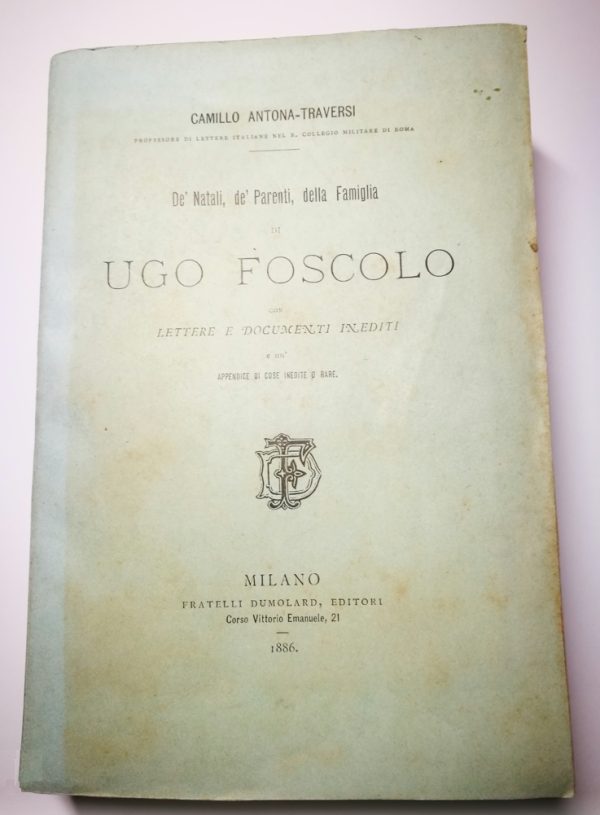 CAMILLO ANTONA-TRAVERSI
PROFESSORE DI LETTERE ITALIANE NEL R. COLLEGIO MILITARE DI ROMA
De' Natali, de' Parenti, della Famiglia
DI
UGO FOSCOLO
CON
LETTERE E DOCUMENTI INEDITI
e un'
APPENDICE DI COSE INEDITE O RARE.
FD
MILANO
FRATELLI DUMOLARD, EDITORI
Corso Vittorio Emanuele, 21
1886.